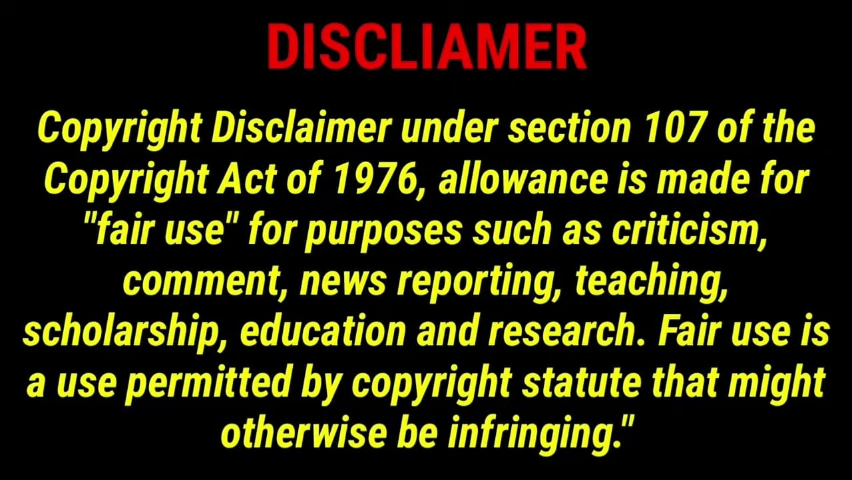 DISCLIAMER
Copyright Disclaimer under section 107 of the
Copyright Act of 1976, allowance is made for
"fair use" for purposes such as criticism,
comment, news reporting, teaching,
scholarship, education and research. Fair use is
a use permitted by copyright statute that might
otherwise be infringing."